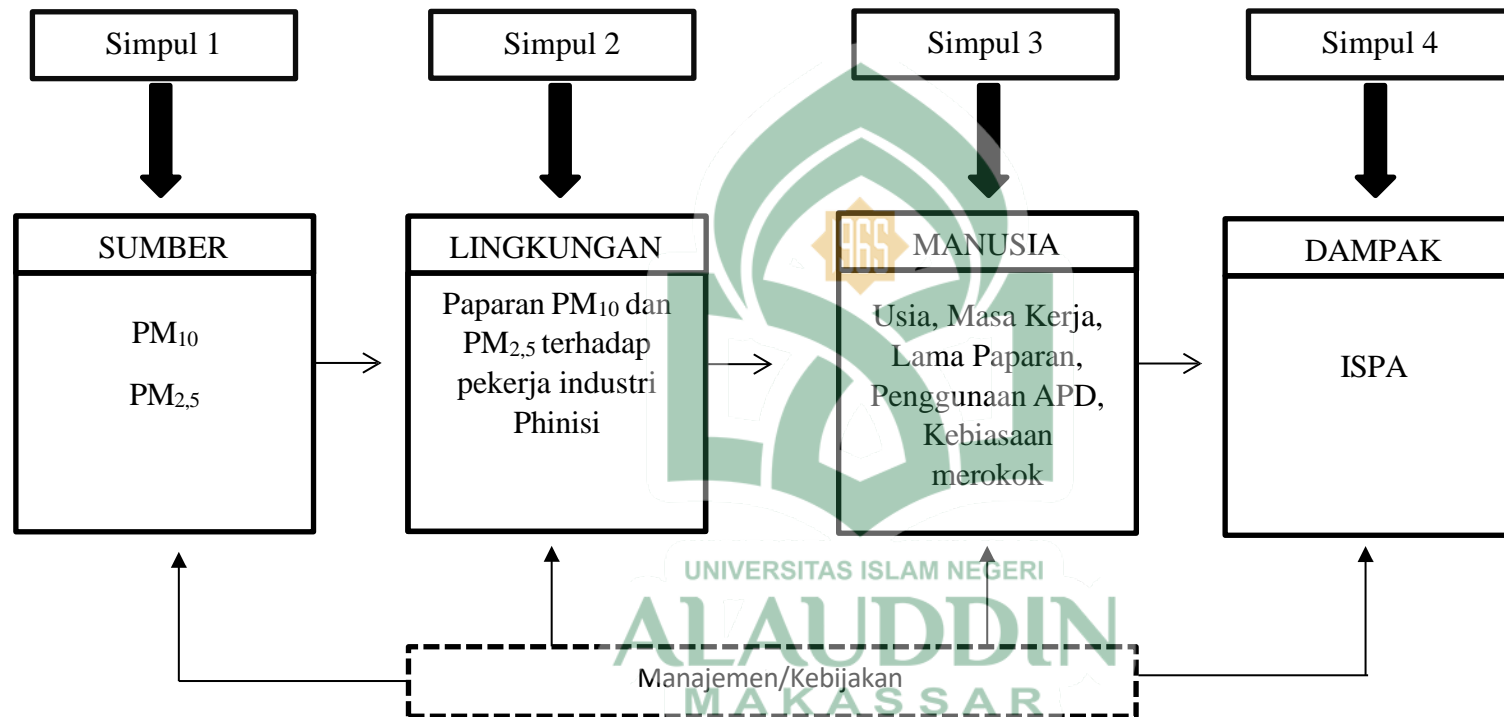 Simpul 1
Simpul 2
Simpul 3
Simpul 4
SUMBER
PM10
PM2,5
LINGKUNGAN
Paparan PM10 dan
PM2,5 terhadap
pekerja industri
Phinisi
MANUSIA
Usia, Masa Kerja,
Lama Paparan,
Penggunaan APD,
Kebiasaan
merokok
DAMPAK
ISPA
UNIVERSITAS ISLAM NEGERI
ALAUDDIN
Manajemen/Kebijakan
MAKASSAR